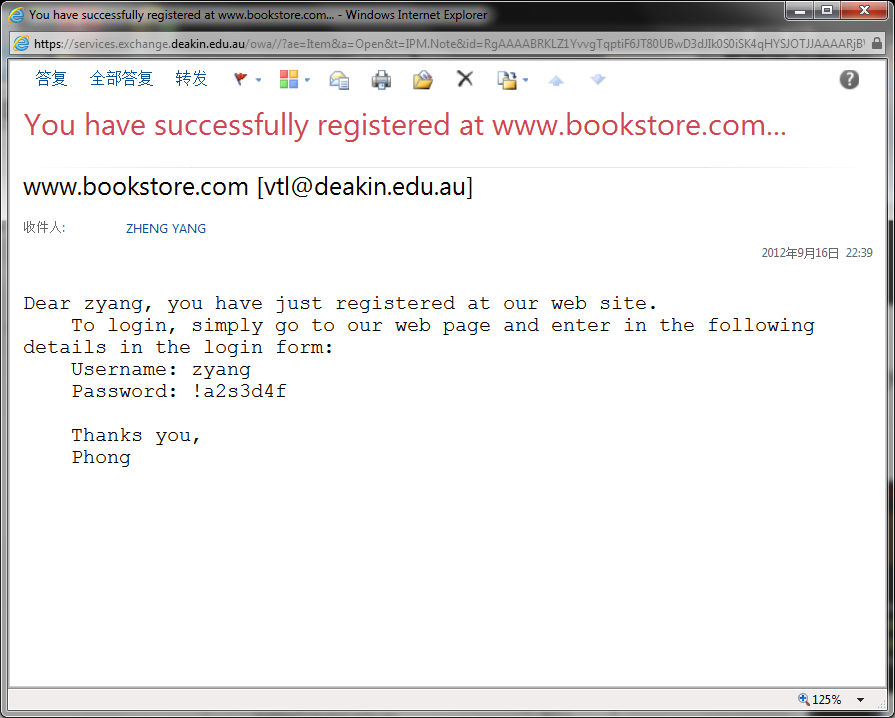 You have successfully registered at www.bookstore.com... - Windows Internet Explorer
https://services.exchange.deakin.edu.au/owa//?ae=Item&a=Open&t=IPM.Note&id=
答复 全部答复 转发
You have successfully registered at www.bookstore.com...
www.bookstore.com [vtl@deakin.edu.au]
收件人: ZHENG YANG
2012年9月16日 22:39
Dear zyang, you have just registered at our web site.
To login, simply go to our web page and enter in the following
details in the login form:
Username: zyang
Password: !a2s3d4f
Thanks you,
Phong
125%